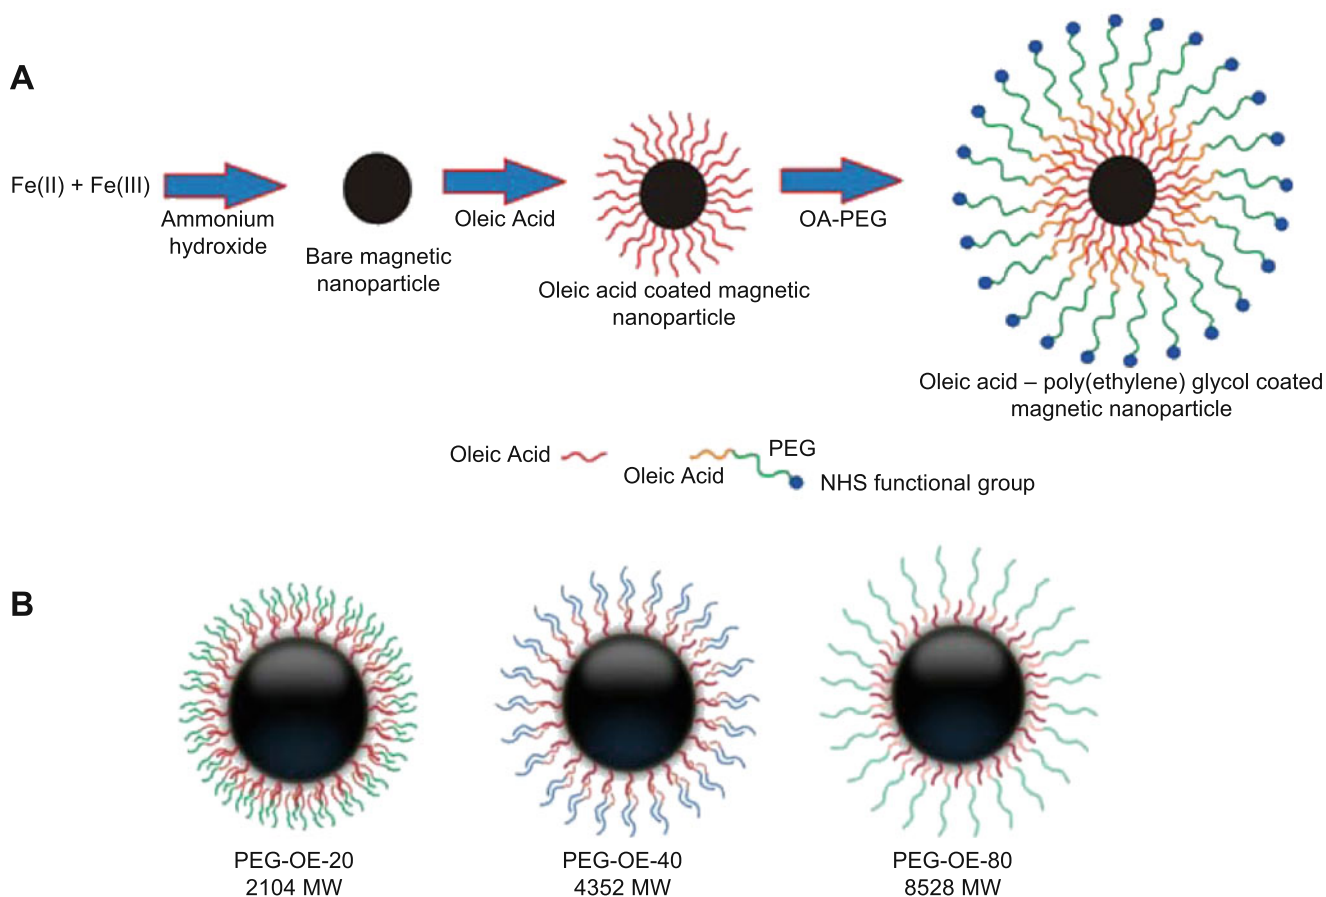 A
Fe(II) + Fe(III)
Ammonium
hydroxide
Bare magnetic
nanoparticle
Oleic Acid
Oleic acid coated magnetic
nanoparticle
OA-PEG
Oleic acid – poly(ethylene) glycol coated
magnetic nanoparticle
Oleic Acid
Oleic Acid
PEG
NHS functional group
B
PEG-OE-20
2104 MW
PEG-OE-40
4352 MW
PEG-OE-80
8528 MW